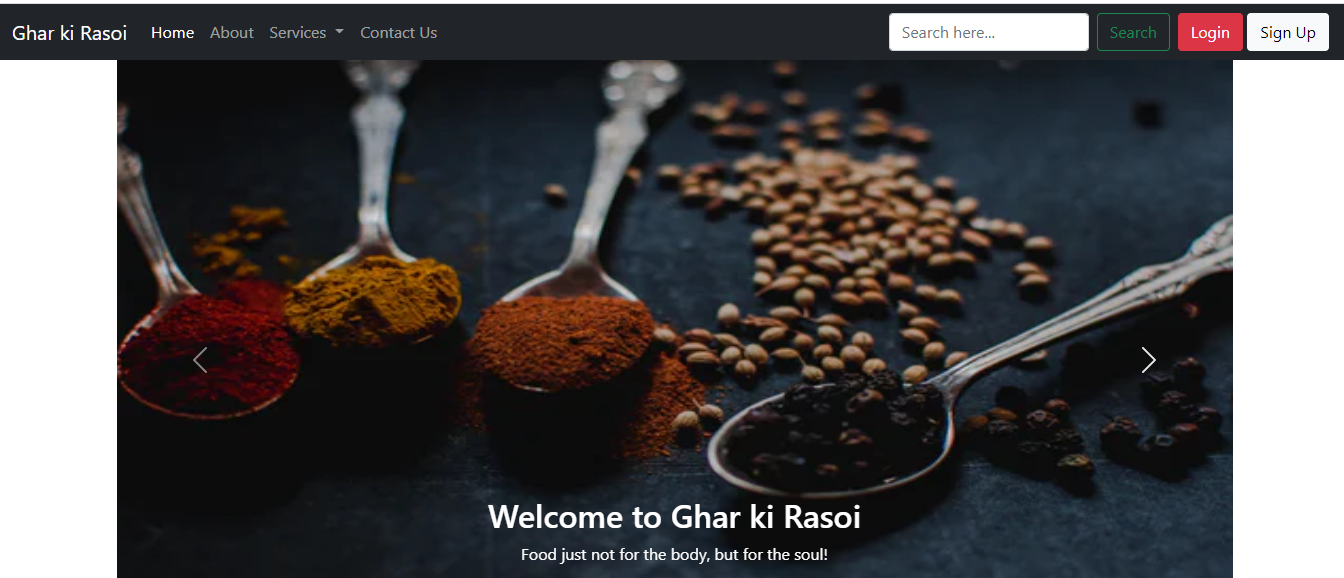 Ghar ki Rasoi Home About Services Contact Us Search here... Search Login Sign Up
Welcome to Ghar ki Rasoi
Food just not for the body, but for the soul!